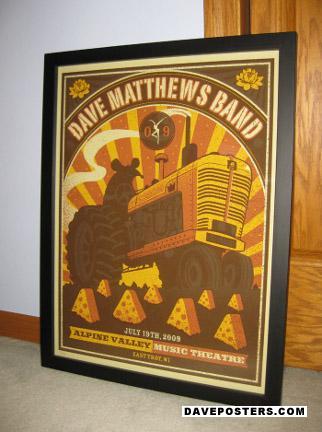 DAVE MATTHEWS BAND
09
JULY 19TH, 2009
ALPINE VALLEY MUSIC THEATRE
EAST TROY, WI
DAVEPOSTERS.COM